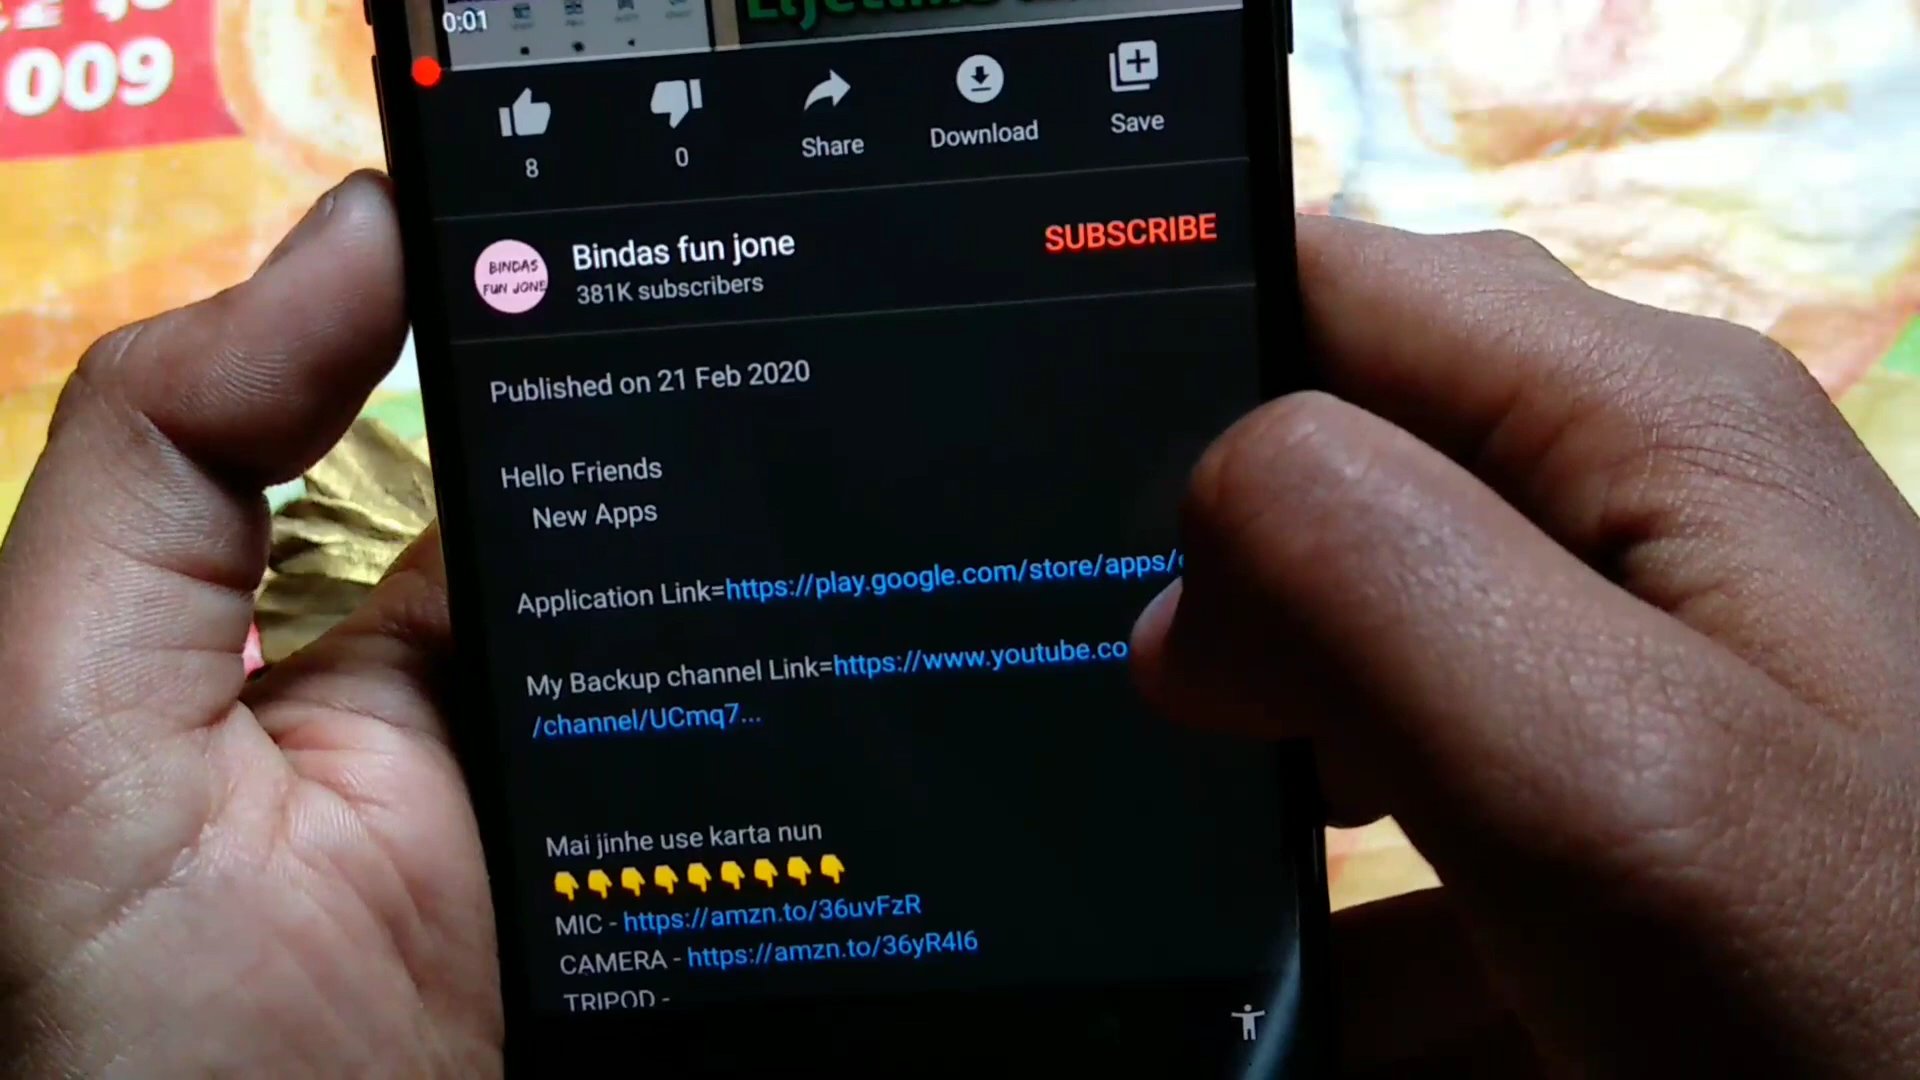 009
0:01
8
0
Share
Download
Save
BINDAS
FUN JONE
Bindas fun jone
381K subscribers
SUBSCRIBE
Published on 21 Feb 2020
Hello Friends
New Apps
Application Link=https://play.google.com/store/apps/
My Backup channel Link=https://www.youtube.co
/channel/UCmq7...
Mai jinhe use karta nun
👇👇👇👇👇👇👇👇👇
MIC - https://amzn.to/36uvFzR
CAMERA - https://amzn.to/36yR4I6
TRIPOD -